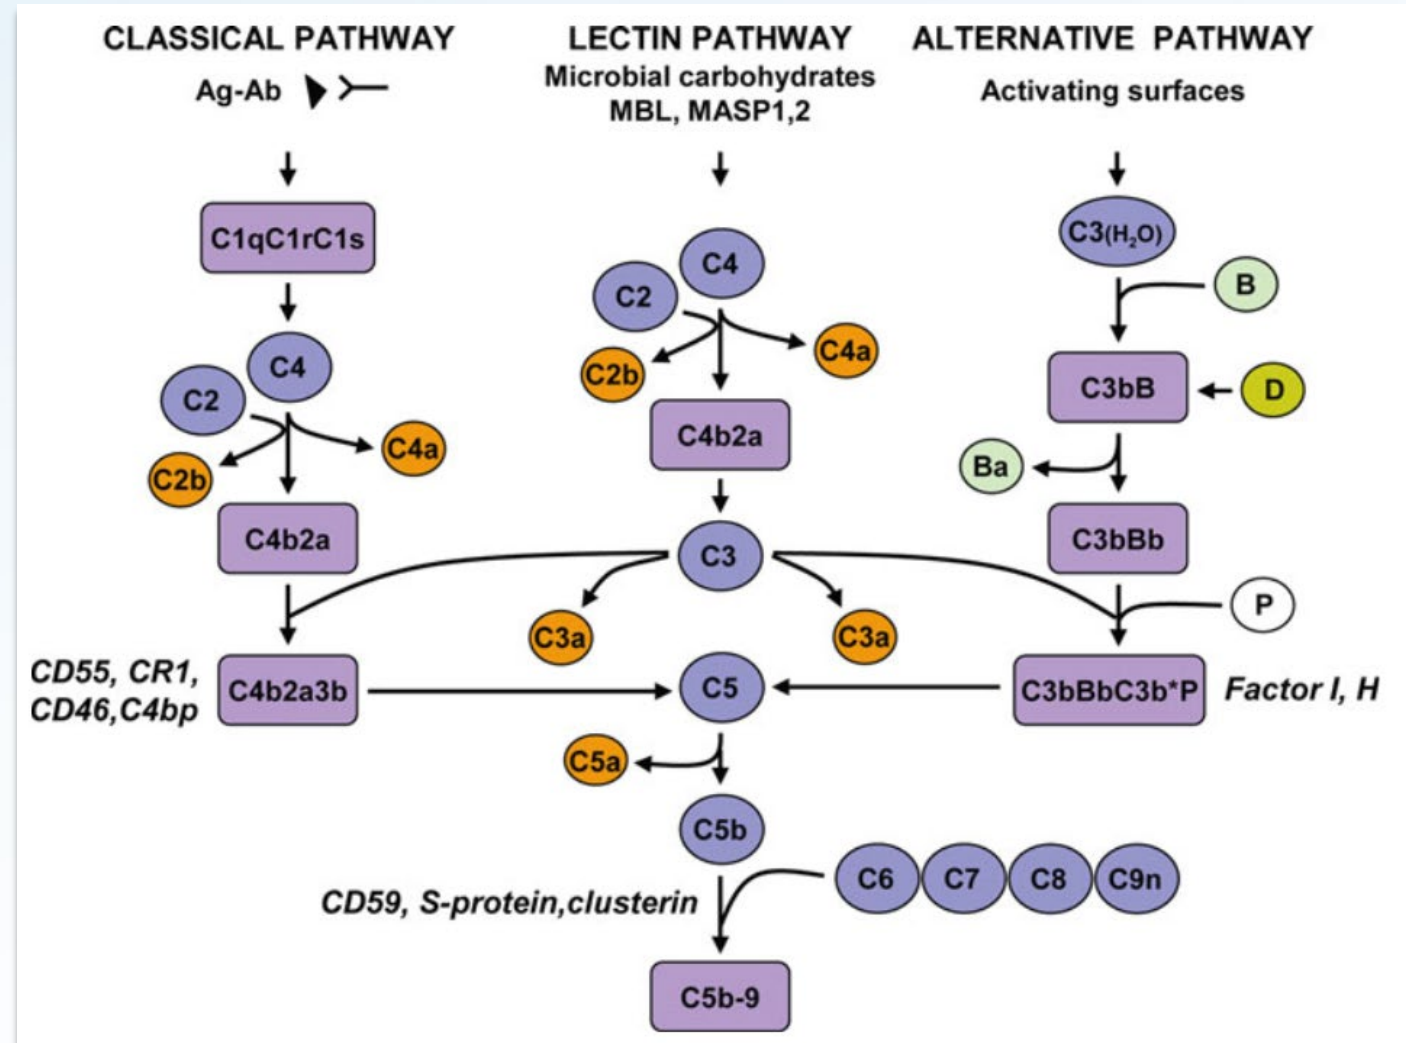 CLASSICAL PATHWAY
Ag-Ab
C1qC1rC1s
C4
C2
C4a
C2b
C4b2a
CD55, CR1,
CD46,C4bp
C4b2a3b
LECTIN PATHWAY
Microbial carbohydrates
MBL, MASP1,2
C4
C2
C4a
C2b
C4b2a
C3
C3a
C3a
C5
C5a
C5b
C6
C7
C8
C9n
CD59, S-protein,clusterin
C5b-9
ALTERNATIVE PATHWAY
Activating surfaces
C3(H₂O)
B
C3bB
D
Ba
C3bBb
P
C3bBbC3b*P
Factor I, H